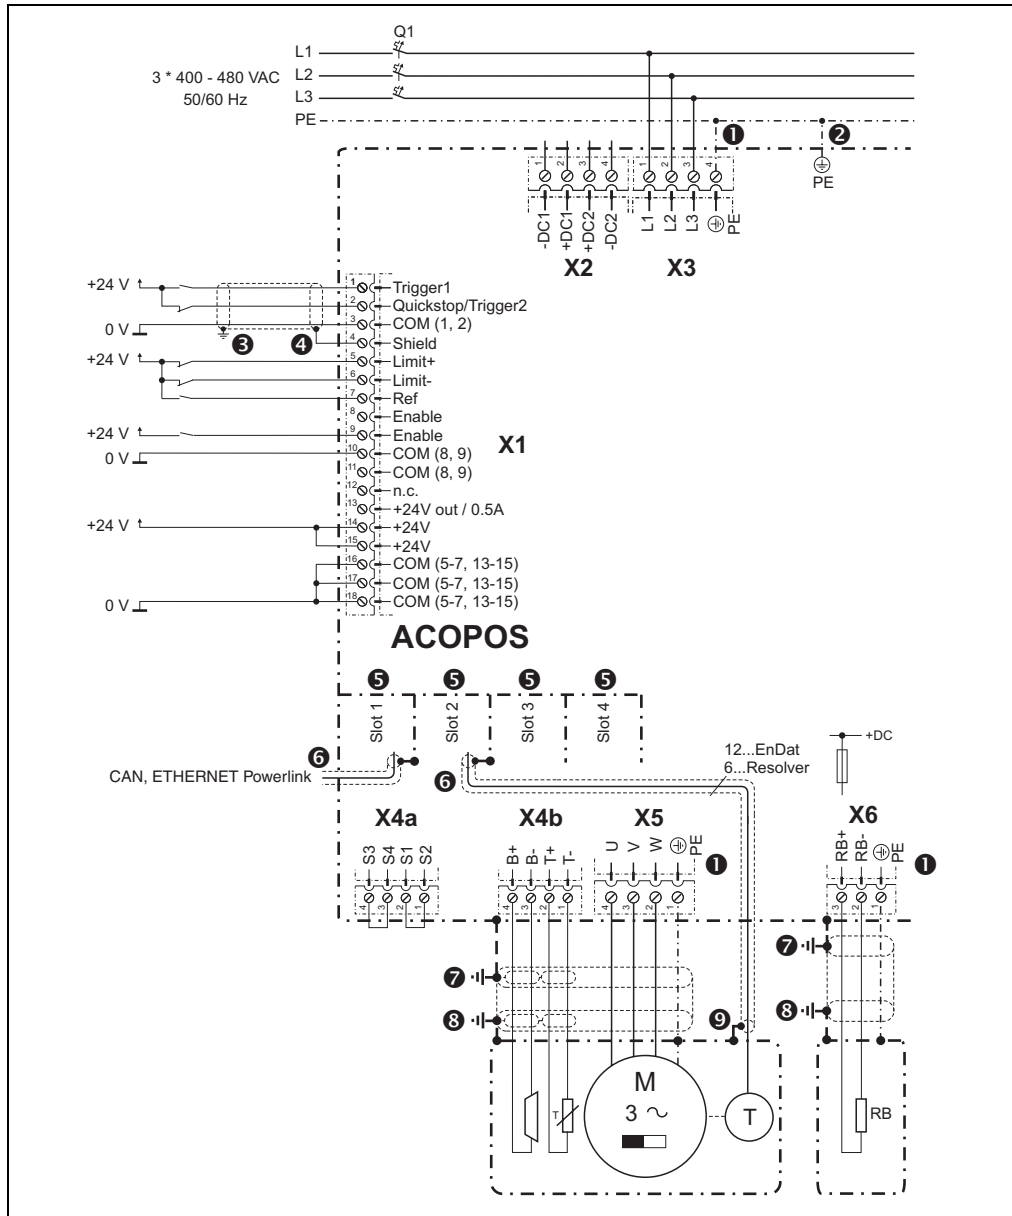 Q1
L1
3 * 400 - 480 VAC L2
50/60 Hz L3
PE
❶ ❷
1 2 3 4 1 2 3 4
PE
-DC1 +DC1 +DC2 -DC2 L1 L2 L3 PE
X2 X3
+24 V 1 Trigger1
2 Quickstop/Trigger2
0 V 3 COM (1, 2)
❸ ❹ 4 Shield
+24 V 5 Limit+
6 Limit-
7 Ref
8 Enable
+24 V 9 Enable
X1
0 V 10 COM (8, 9)
11 COM (8, 9)
12 n.c.
13 +24V out / 0.5A
+24 V 14 +24V
15 +24V
16 COM (5-7, 13-15)
17 COM (5-7, 13-15)
0 V 18 COM (5-7, 13-15)
ACOPOS
❺ ❺ ❺ ❺
Slot 1 Slot 2 Slot 3 Slot 4
+DC
12...EnDat
6...Resolver
❻
CAN, ETHERNET Powerlink ❻
X4a X4b X5 X6
S3 S4 S1 S2 B+ B- T+ T- U V W PE ❶ RB+ RB- PE ❶
4 3 2 1 4 3 2 1 4 3 2 1 3 2 1
❼ ❼
❽ ❾ ❽
M
3 ~
T T RB